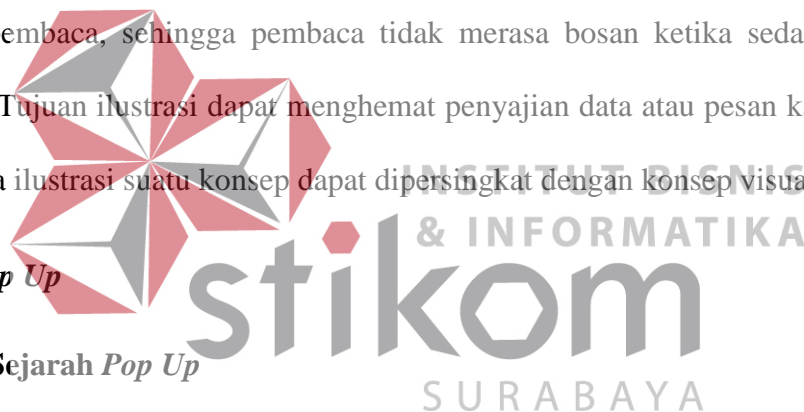 embaca, sehingga pembaca tidak merasa bosan ketika seda
Tujuan ilustrasi dapat menghemat penyajian data atau pesan k
a ilustrasi suatu konsep dapat dipersingkat dengan konsep visua
INSTITUT BISNIS
& INFORMATIKA
stikom
SURABAYA
p Up
Sejarah Pop Up